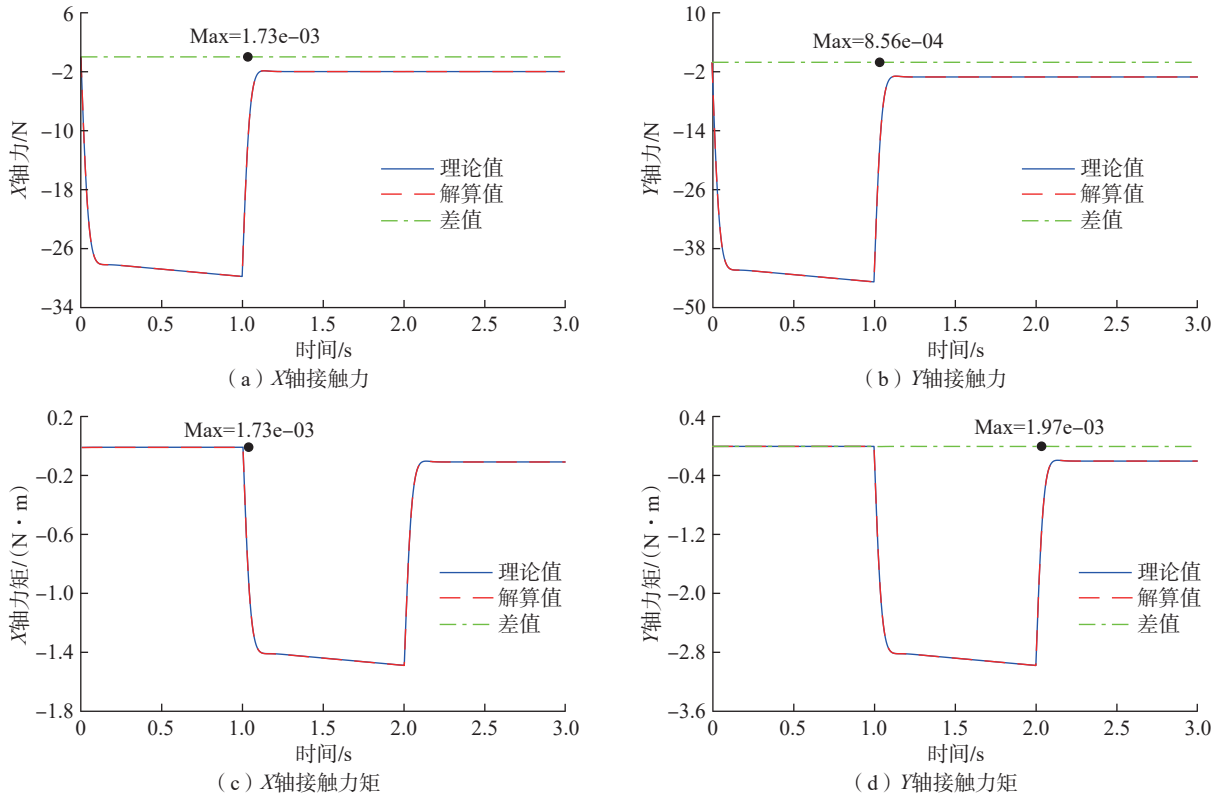 6
-2
-10
-18
-26
-34
X轴力/N
Max=1.73e-03
理论值
解算值
差值
0 0.5 1.0 1.5 2.0 2.5 3.0
时间/s
(a) X轴接触力
10
-2
-14
-26
-38
-50
Y轴力/N
Max=8.56e-04
理论值
解算值
差值
0 0.5 1.0 1.5 2.0 2.5 3.0
时间/s
(b) Y轴接触力
0.2
-0.2
-0.6
-1.0
-1.4
-1.8
X轴力矩/(N·m)
Max=1.73e-03
理论值
解算值
差值
0 0.5 1.0 1.5 2.0 2.5 3.0
时间/s
(c) X轴接触力矩
0.4
-0.4
-1.2
-2.0
-2.8
-3.6
Y轴力矩/(N·m)
Max=1.97e-03
理论值
解算值
差值
0 0.5 1.0 1.5 2.0 2.5 3.0
时间/s
(d) Y轴接触力矩